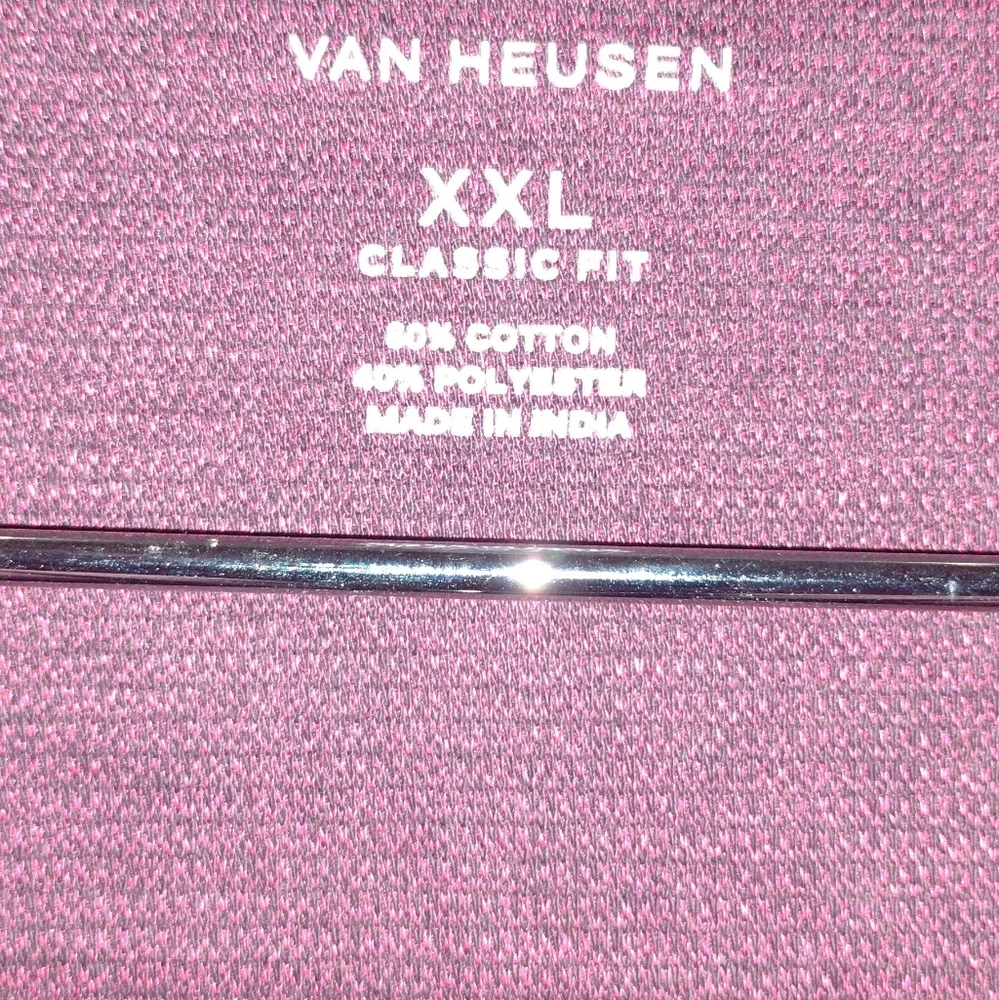 VAN HEUSEN
XXL
CLASSIC FIT
60% COTTON
40% POLYESTER
MADE IN INDIA